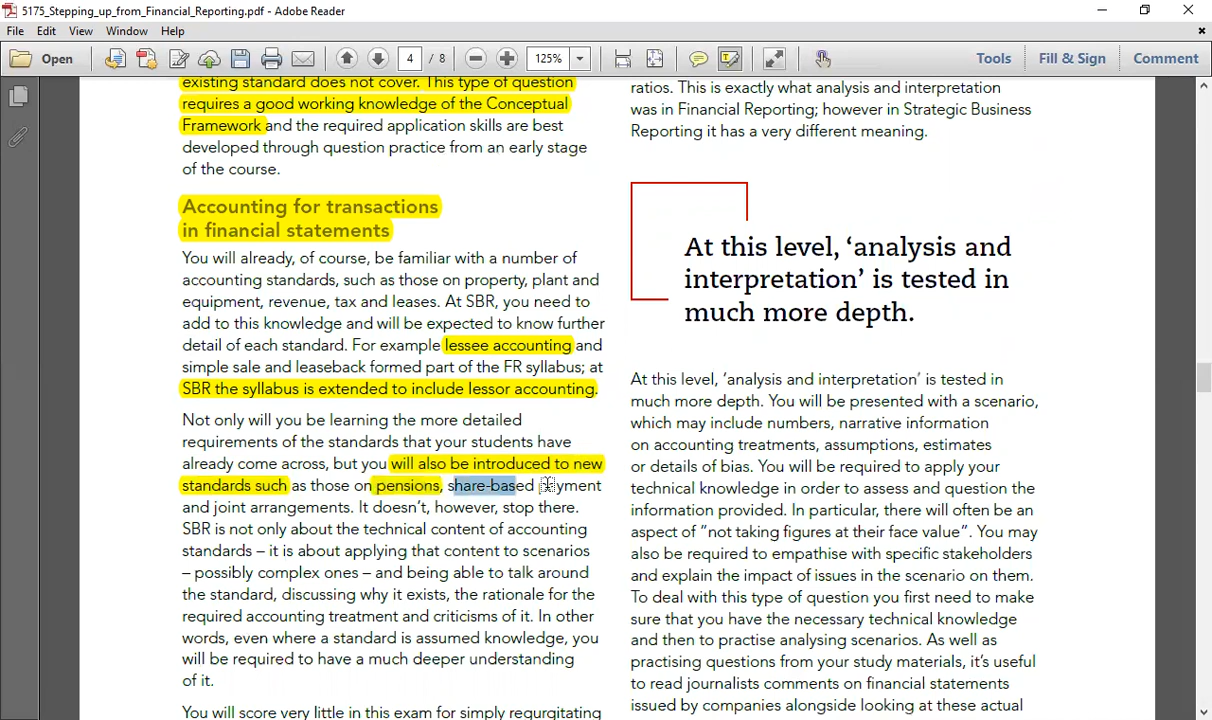 5175_Stepping_up_from_Financial_Reporting.pdf - Adobe Reader
File Edit View Window Help
Open 4 / 8 125% Tools Fill & Sign Comment
existing standard does not cover. This type of question
requires a good working knowledge of the Conceptual
Framework and the required application skills are best
developed through question practice from an early stage
of the course.
Accounting for transactions
in financial statements
You will already, of course, be familiar with a number of
accounting standards, such as those on property, plant and
equipment, revenue, tax and leases. At SBR, you need to
add to this knowledge and will be expected to know further
detail of each standard. For example lessee accounting and
simple sale and leaseback formed part of the FR syllabus; at
SBR the syllabus is extended to include lessor accounting.
Not only will you be learning the more detailed
requirements of the standards that your students have
already come across, but you will also be introduced to new
standards such as those on pensions, share-based payment
and joint arrangements. It doesn't, however, stop there.
SBR is not only about the technical content of accounting
standards – it is about applying that content to scenarios
– possibly complex ones – and being able to talk around
the standard, discussing why it exists, the rationale for the
required accounting treatment and criticisms of it. In other
words, even where a standard is assumed knowledge, you
will be required to have a much deeper understanding
of it.
You will score very little in this exam for simply regurgitating
ratios. This is exactly what analysis and interpretation
was in Financial Reporting; however in Strategic Business
Reporting it has a very different meaning.
At this level, ‘analysis and
interpretation’ is tested in
much more depth.
At this level, ‘analysis and interpretation’ is tested in
much more depth. You will be presented with a scenario,
which may include numbers, narrative information
on accounting treatments, assumptions, estimates
or details of bias. You will be required to apply your
technical knowledge in order to assess and question the
information provided. In particular, there will often be an
aspect of "not taking figures at their face value". You may
also be required to empathise with specific stakeholders
and explain the impact of issues in the scenario on them.
To deal with this type of question you first need to make
sure that you have the necessary technical knowledge
and then to practise analysing scenarios. As well as
practising questions from your study materials, it's useful
to read journalists comments on financial statements
issued by companies alongside looking at these actual